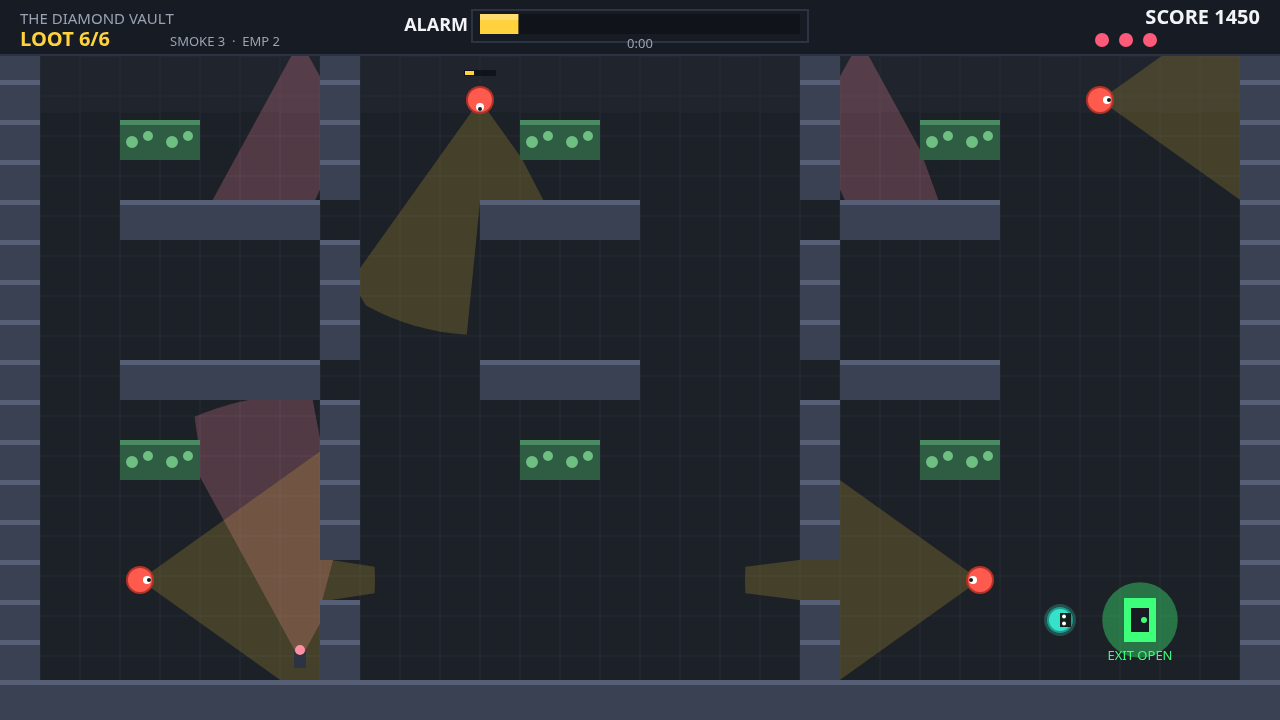 THE DIAMOND VAULT
LOOT 6/6
SMOKE 3 · EMP 2
ALARM
0:00
SCORE 1450
EXIT OPEN